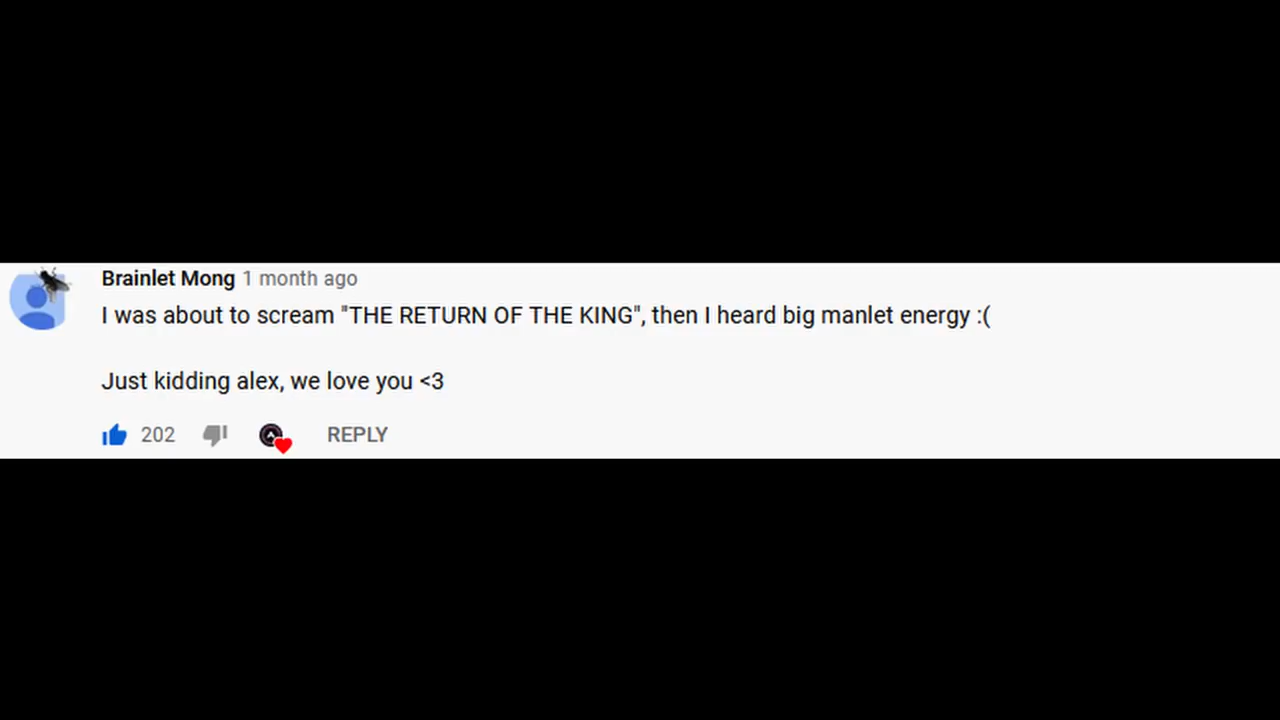 Brainlet Mong 1 month ago
I was about to scream "THE RETURN OF THE KING", then I heard big manlet energy :(
Just kidding alex, we love you <3
202 REPLY